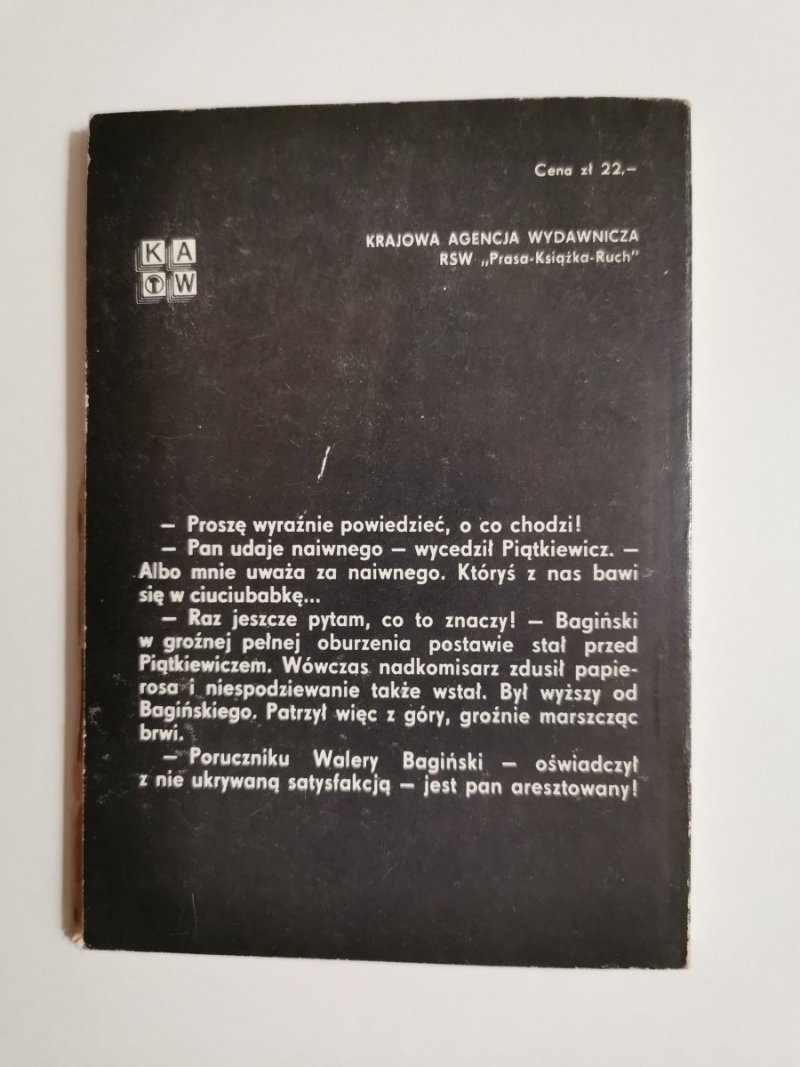 Cena zł 22,—
KRAJOWA AGENCJA WYDAWNICZA
RSW „Prasa-Książka-Ruch"
K A
W
— Proszę wyraźnie powiedzieć, o co chodzi!
— Pan udaje naiwnego — wycedził Piątkiewicz. —
Albo mnie uważa za naiwnego. Któryś z nas bawi
się w ciuciubabkę...
— Raz jeszcze pytam, co to znaczy! — Bagiński
w groźnej pełnej oburzenia postawie stał przed
Piątkiewiczem. Wówczas nadkomisarz zdusił papie-
rosa i niespodziewanie także wstał. Był wyższy od
Bagińskiego. Patrzył więc z góry, groźnie marszcząc
brwi.
— Poruczniku Walery Bagiński — oświadczył
z nie ukrywaną satysfakcją — jest pan aresztowany!